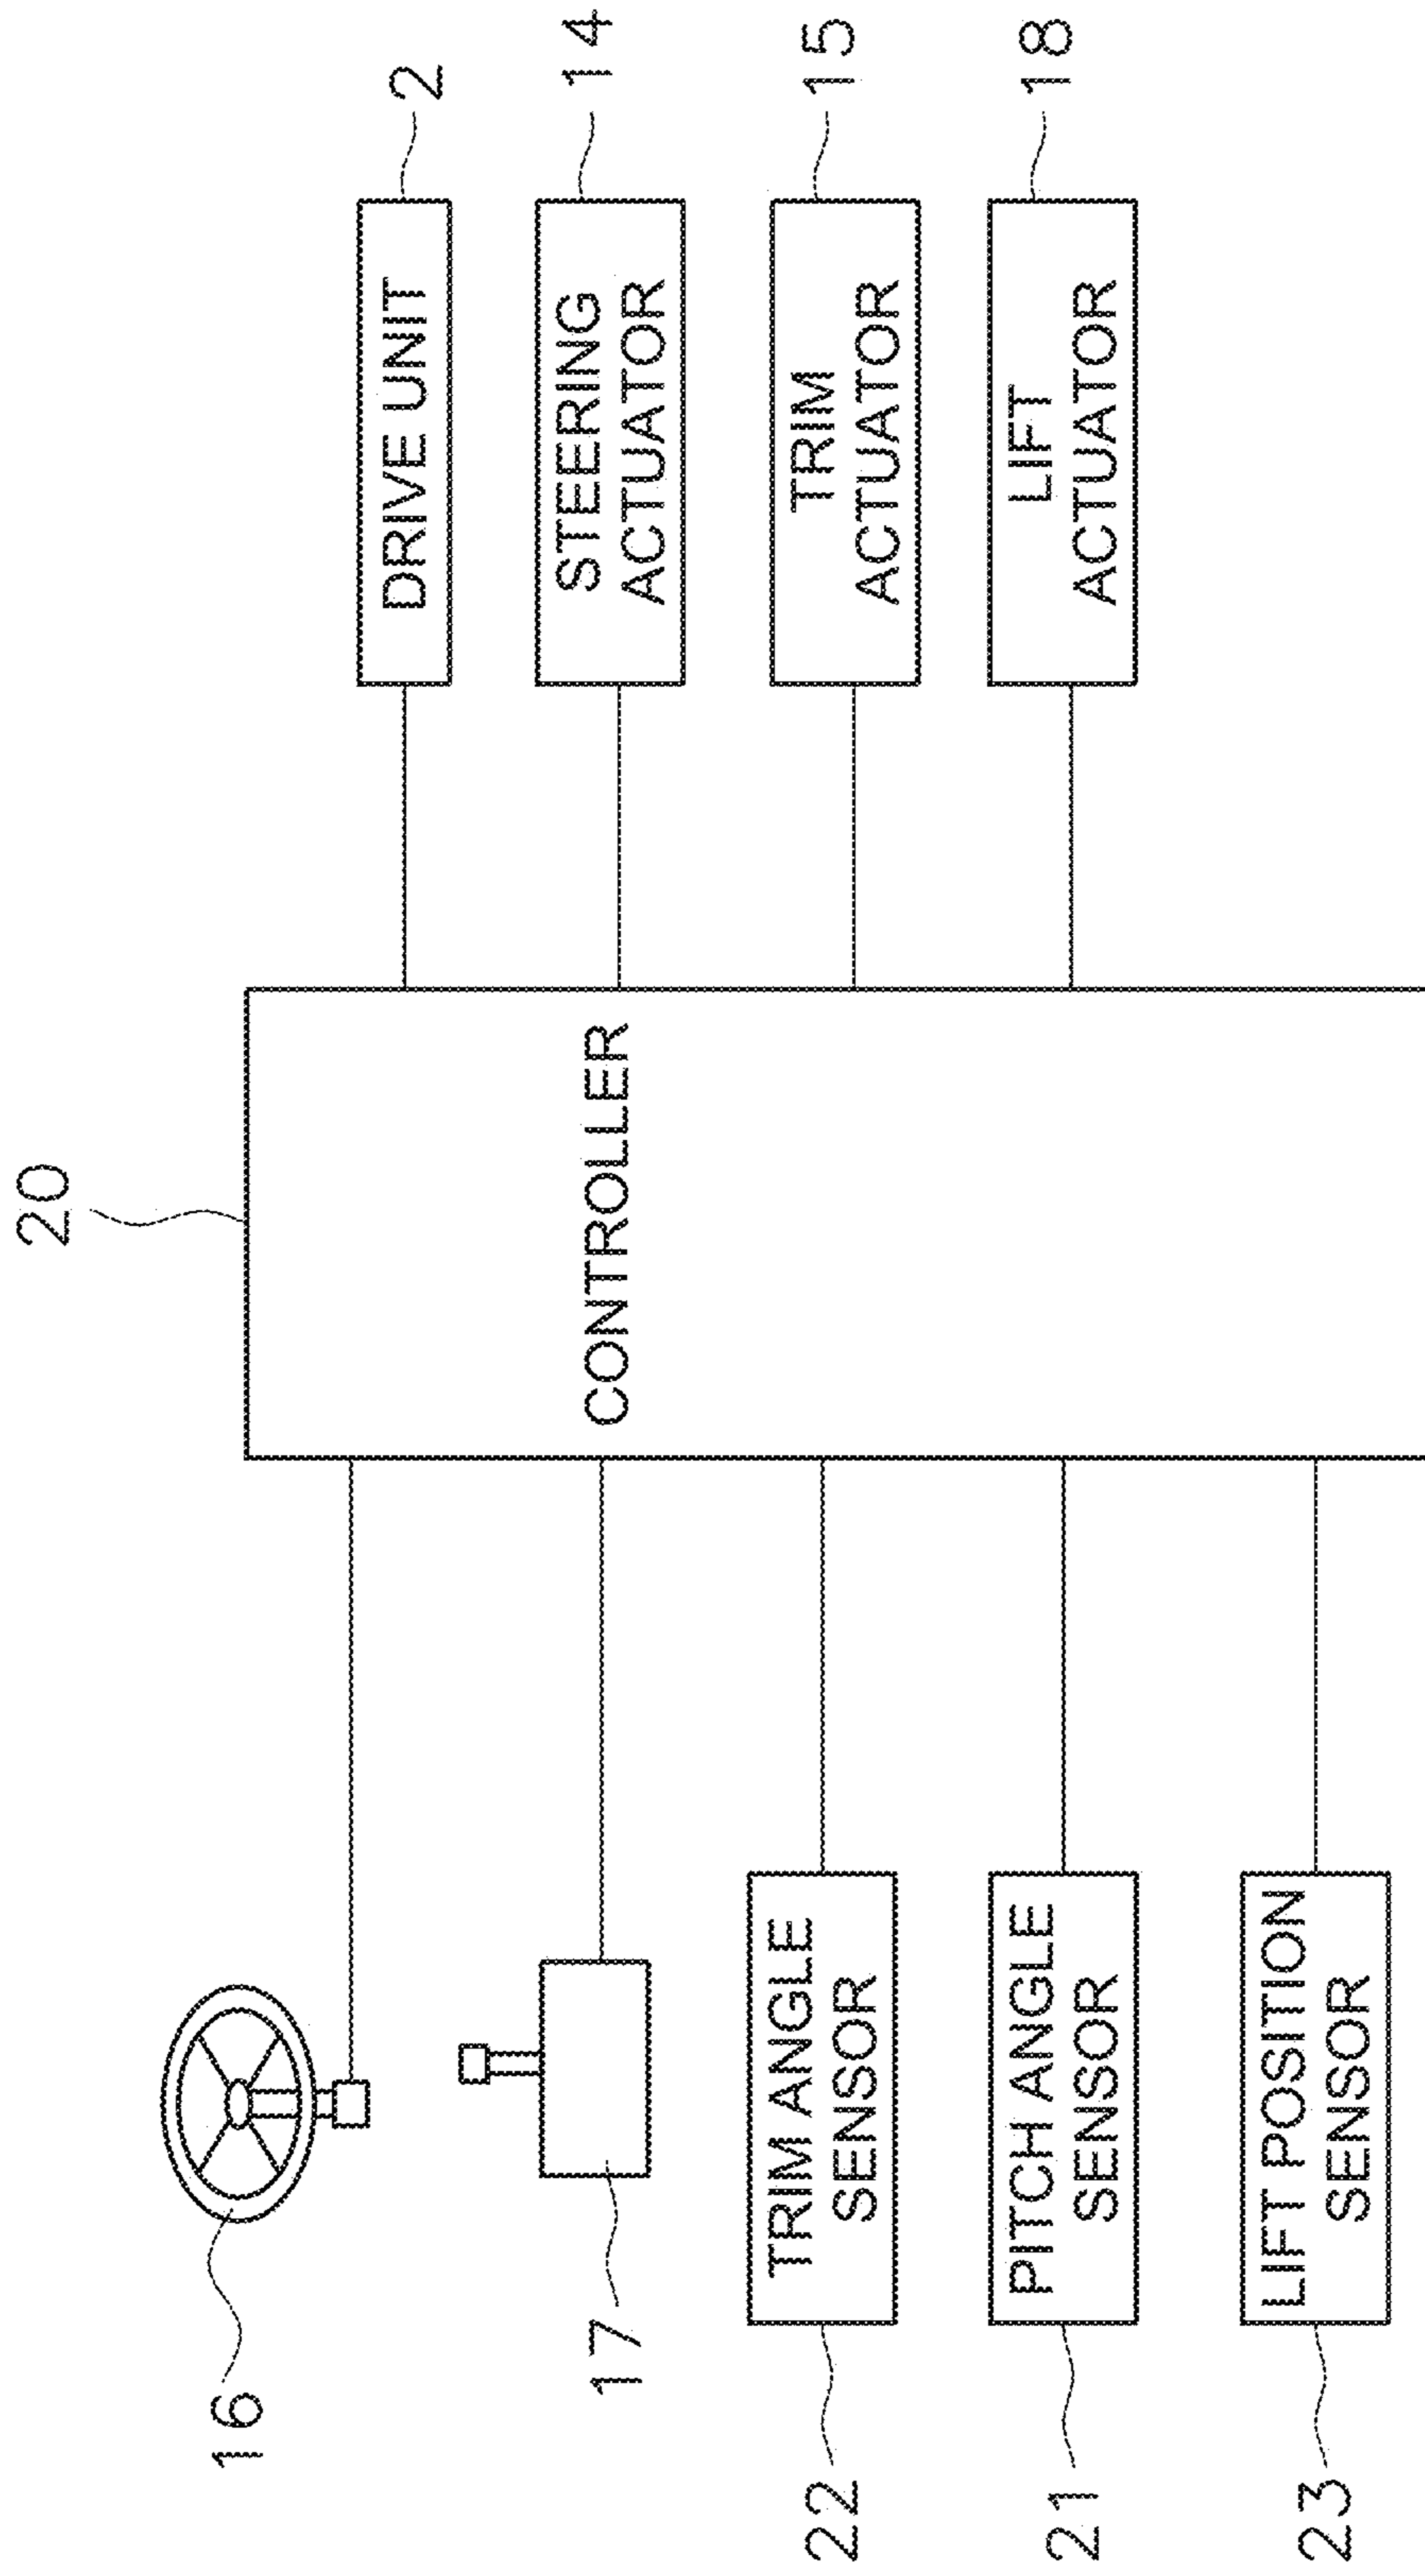 20
16
17
TRIM ANGLE
SENSOR
22
PITCH ANGLE
SENSOR
21
LIFT POSITION
SENSOR
23
CONTROLLER
DRIVE UNIT
2
STEERING
ACTUATOR
14
TRIM
ACTUATOR
15
LIFT
ACTUATOR
18